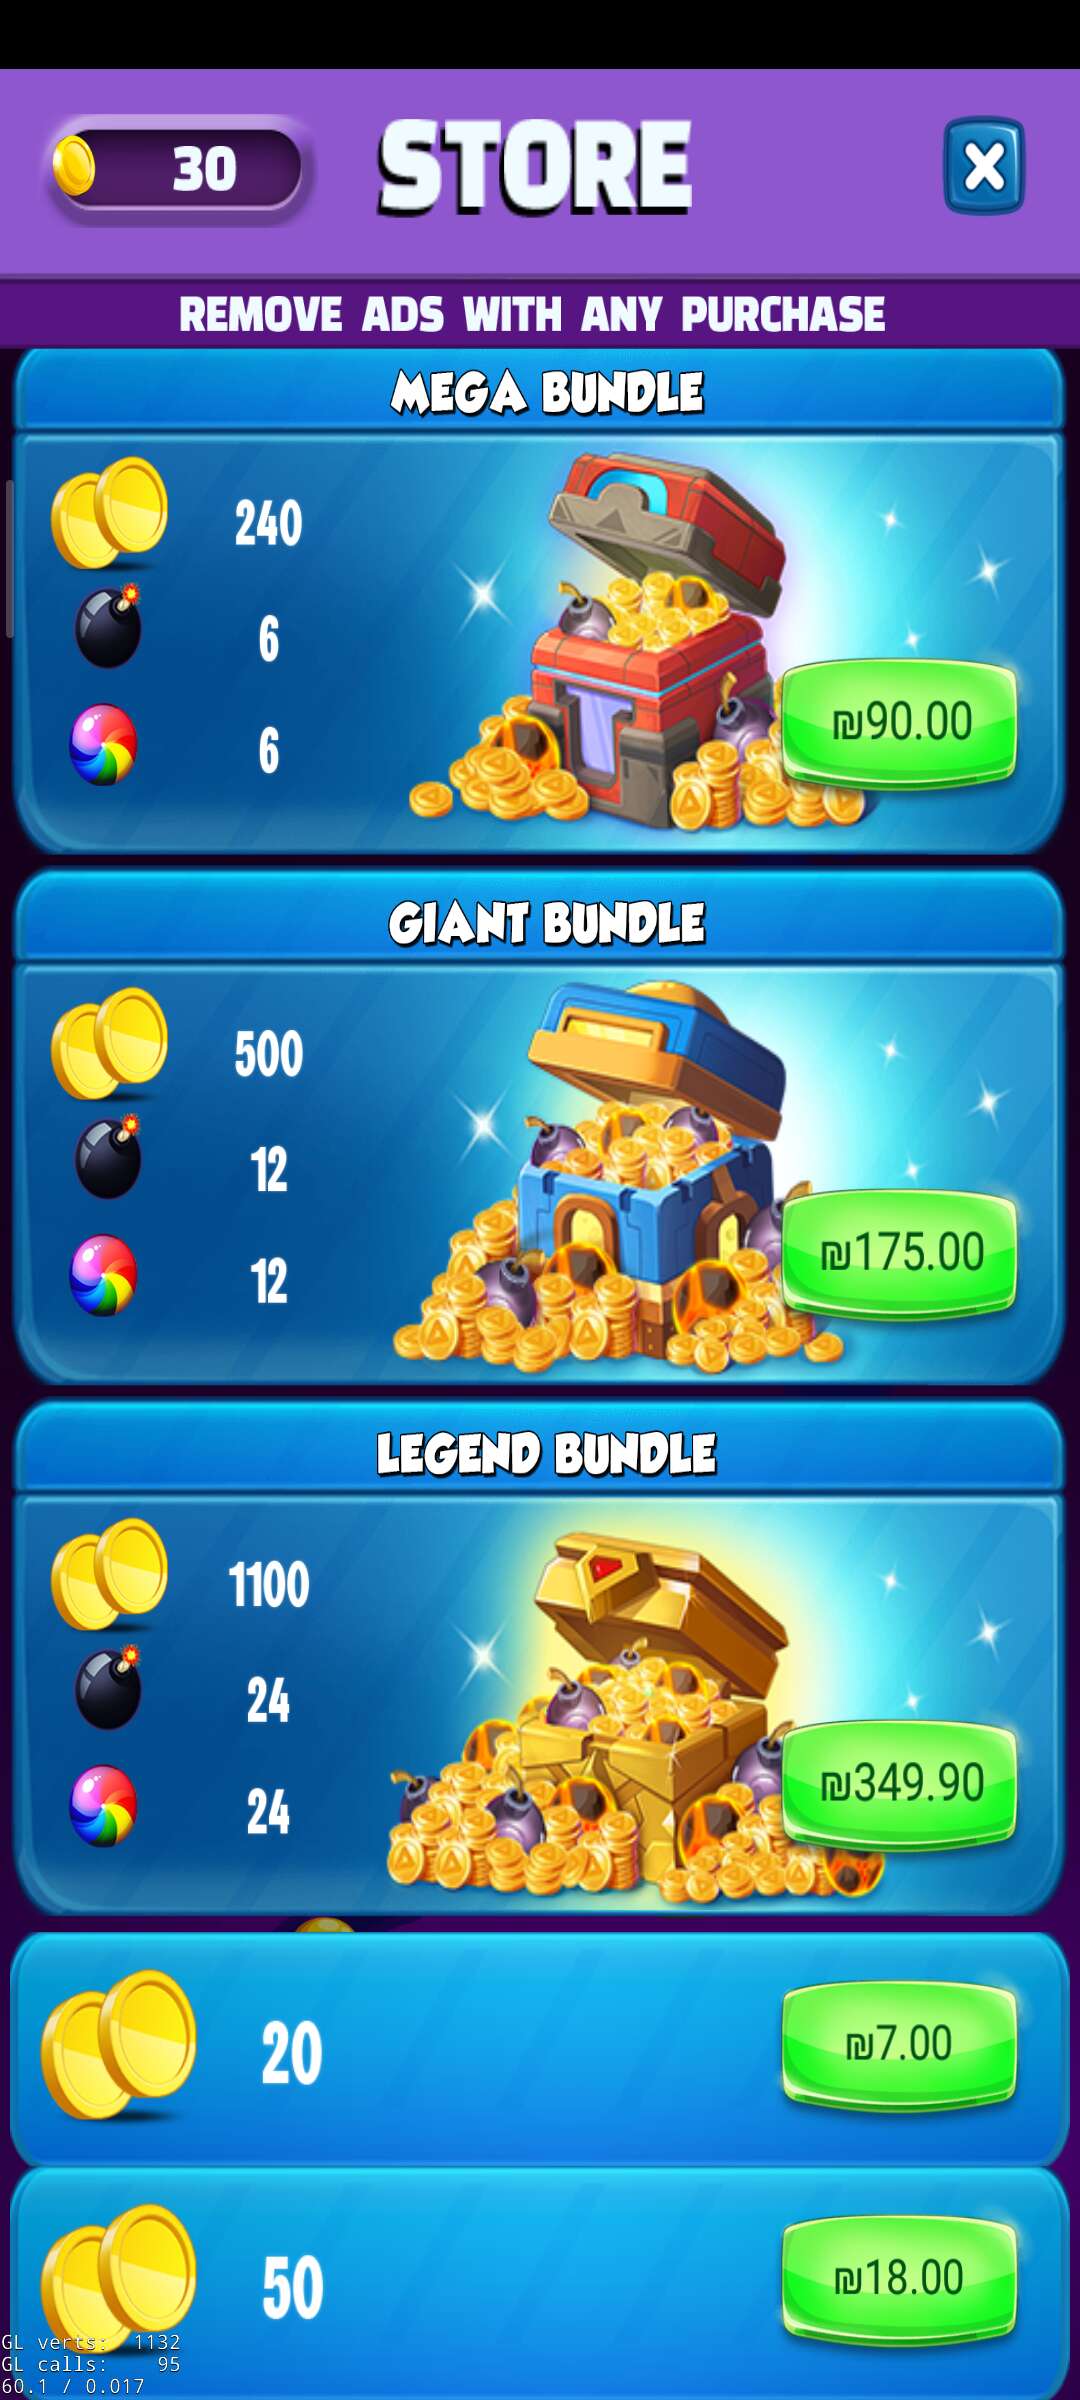 30
STORE
X
REMOVE ADS WITH ANY PURCHASE
MEGA BUNDLE
240
6
6
₪90.00
GIANT BUNDLE
500
12
12
₪175.00
LEGEND BUNDLE
1100
24
24
₪349.90
20
₪7.00
50
₪18.00
GL verts: 1132
GL calls: 95
60.1 / 0.017